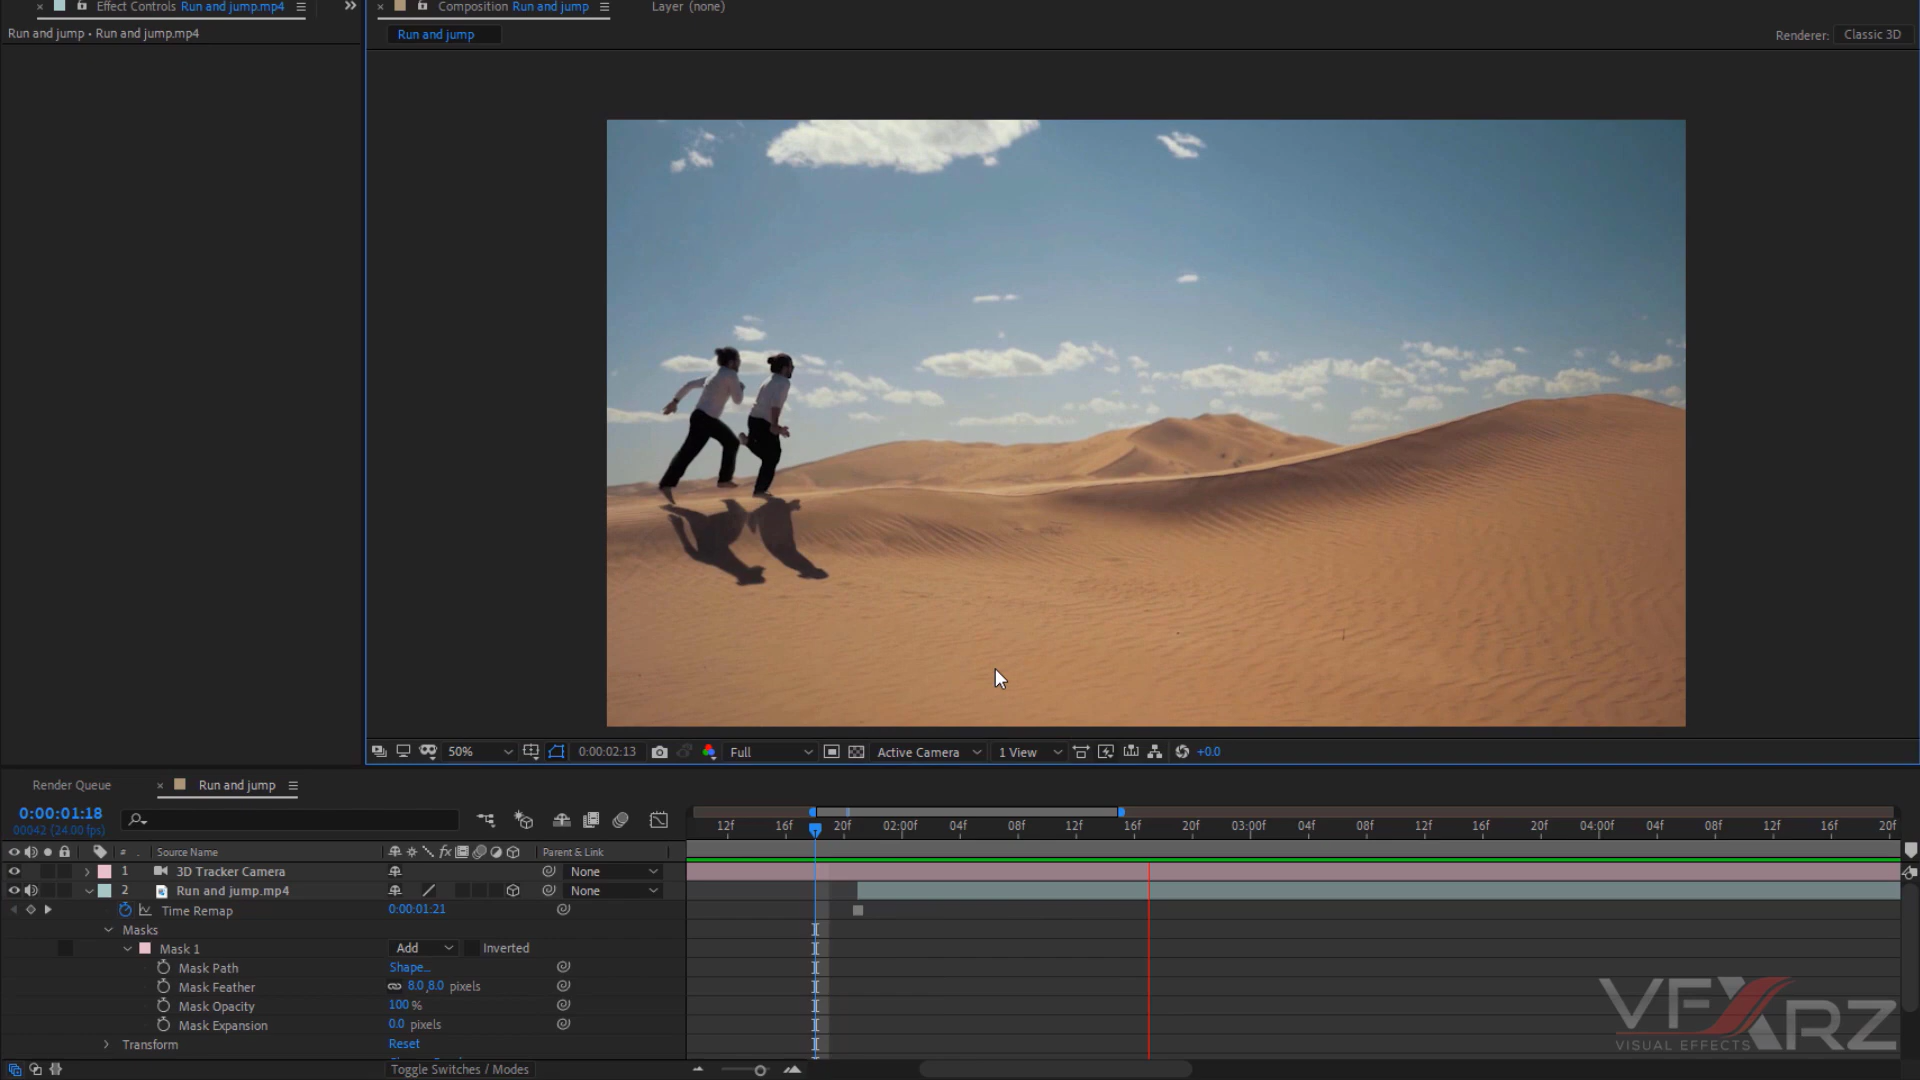 Effect Controls Run and jump.mp4
Composition Run and jump
Layer (none)
Run and jump • Run and jump.mp4
Run and jump
Renderer: Classic 3D
50%
0:00:02:13
Full
Active Camera
1 View
+0.0
Render Queue
Run and jump
0:00:01:18
00042 (24.00 fps)
12f 16f 20f 02:00f 04f 08f 12f 16f 20f 03:00f 04f 08f 12f 16f 20f 04:00f 04f 08f 12f 16f 20f
# Source Name Parent & Link
1 3D Tracker Camera None
2 Run and jump.mp4 None
Time Remap 0:00:01:21
Masks
Mask 1 Add Inverted
Mask Path Shape...
Mask Feather 8.0,8.0 pixels
Mask Opacity 100 %
Mask Expansion 0.0 pixels
Transform Reset
Toggle Switches / Modes
VFXARZ
VISUAL EFFECTS